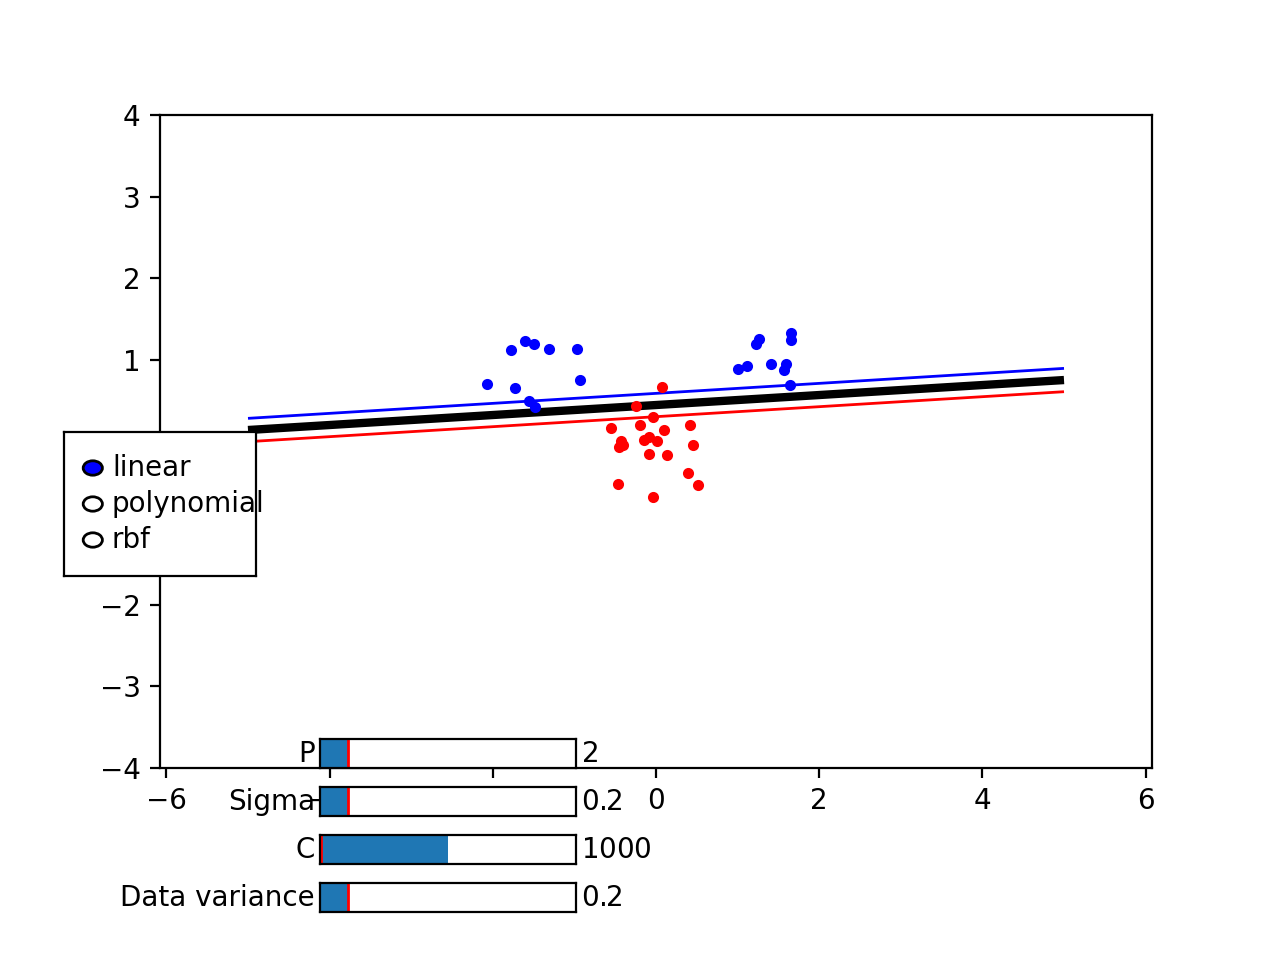 4
3
2
1
linear
polynomial
rbf
−2
−3
P 2
−4
−6 Sigma 0.2 0 2 4 6
C 1000
Data variance 0.2